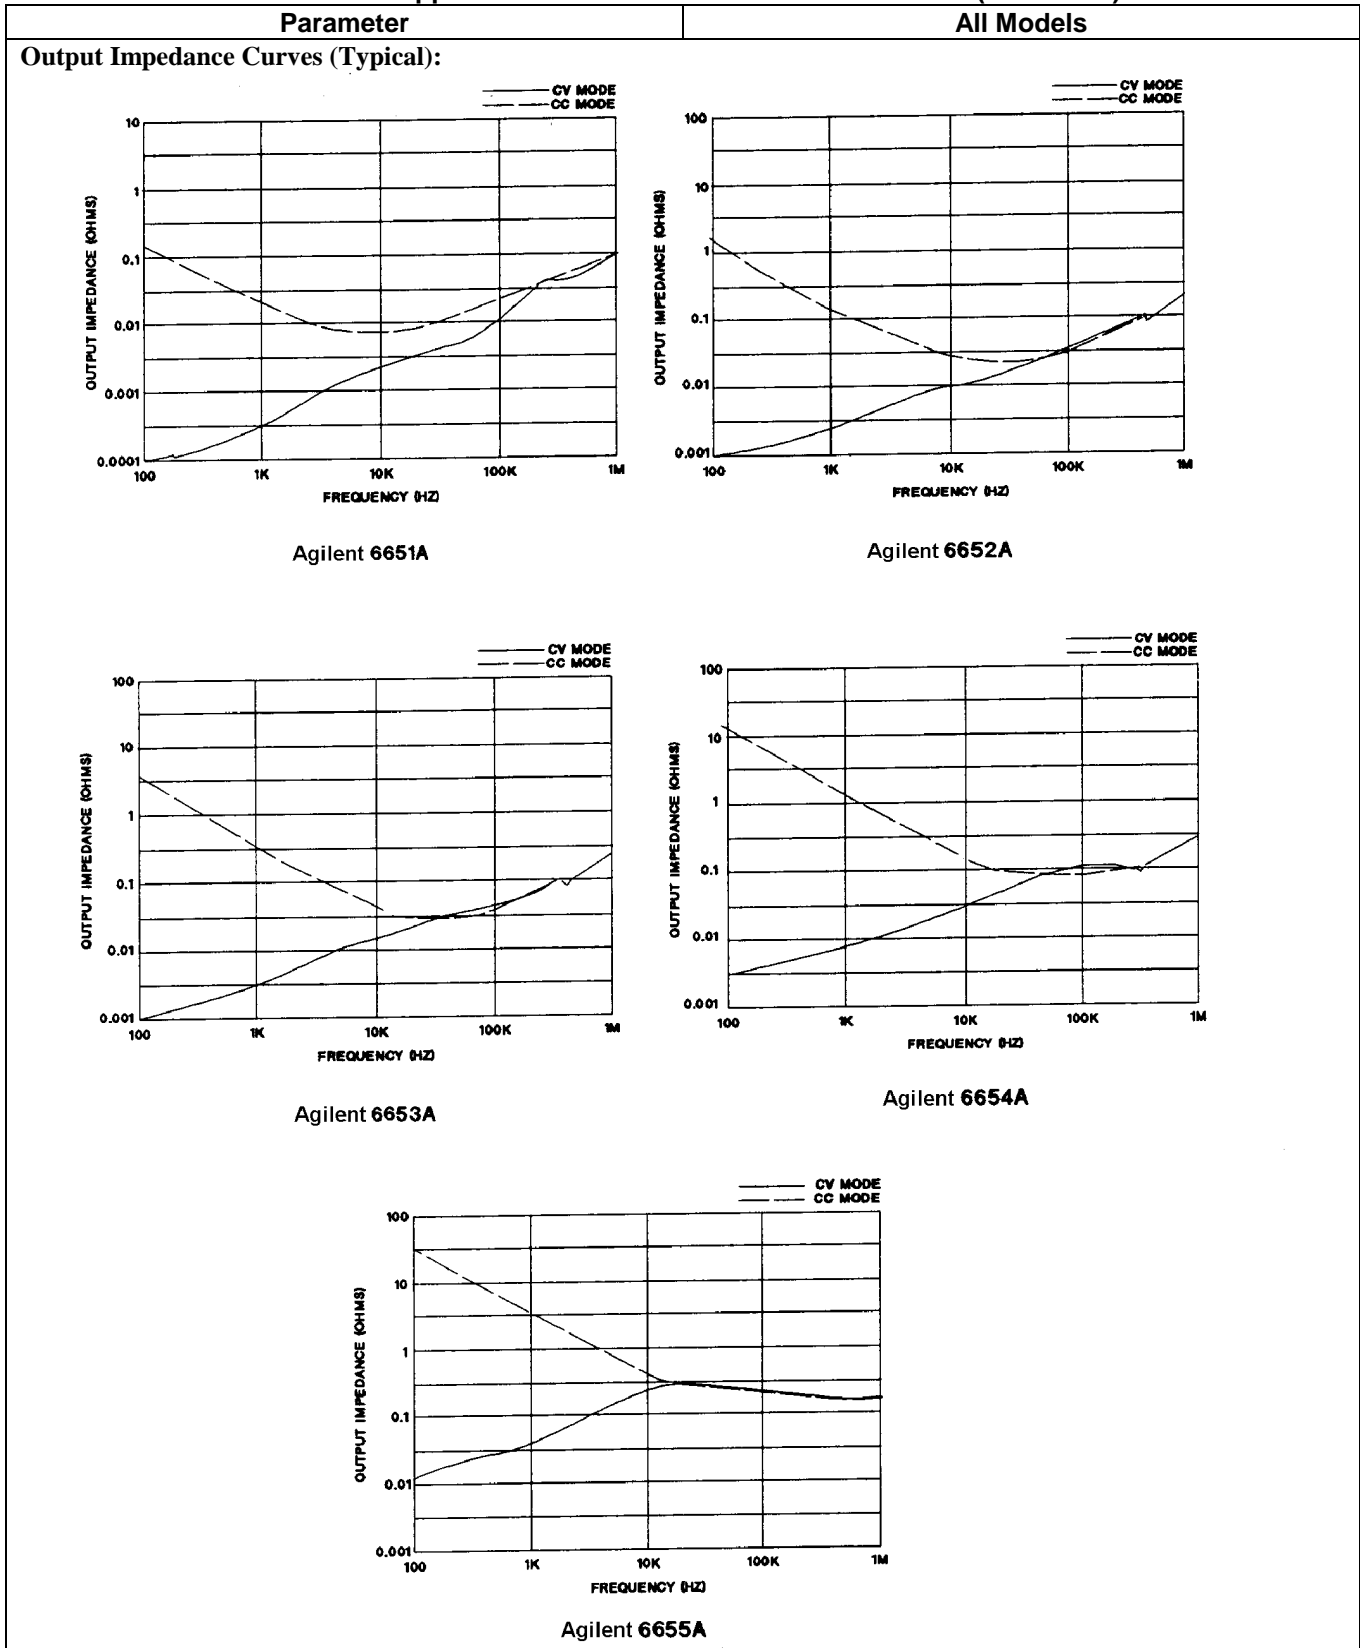 Parameter All Models
Output Impedance Curves (Typical):
CV MODE
CC MODE
10
1
0.1
0.01
0.001
0.0001
OUTPUT IMPEDANCE (OHMS)
100 1K 10K 100K 1M
FREQUENCY (HZ)
Agilent 6651A
CV MODE
CC MODE
100
10
1
0.1
0.01
0.001
OUTPUT IMPEDANCE (OHMS)
100 1K 10K 100K 1M
FREQUENCY (HZ)
Agilent 6652A
CV MODE
CC MODE
100
10
1
0.1
0.01
0.001
OUTPUT IMPEDANCE (OHMS)
100 1K 10K 100K 1M
FREQUENCY (HZ)
Agilent 6653A
CV MODE
CC MODE
100
10
1
0.1
0.01
0.001
OUTPUT IMPEDANCE (OHMS)
100 1K 10K 100K 1M
FREQUENCY (HZ)
Agilent 6654A
CV MODE
CC MODE
100
10
1
0.1
0.01
0.001
OUTPUT IMPEDANCE (OHMS)
100 1K 10K 100K 1M
FREQUENCY (HZ)
Agilent 6655A